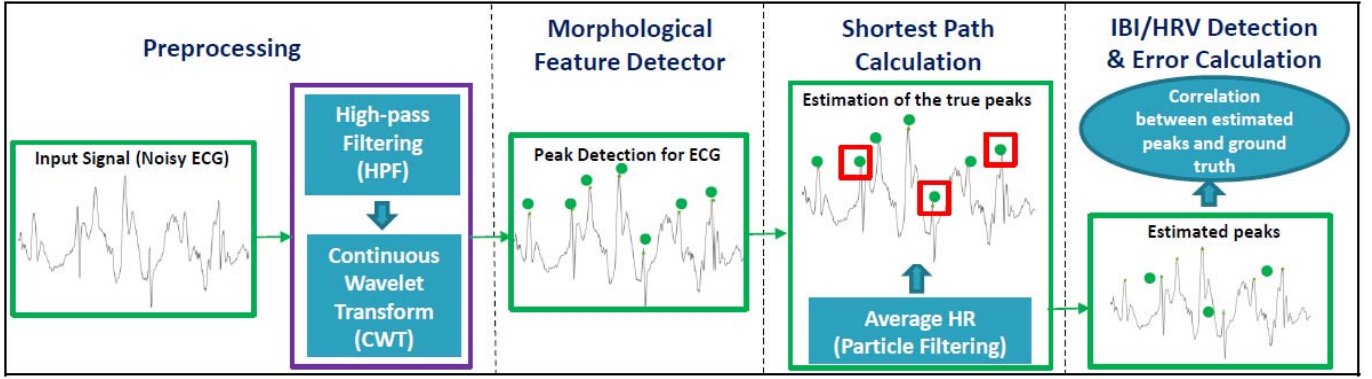 Preprocessing
Input Signal (Noisy ECG)
High-pass
Filtering
(HPF)
Continuous
Wavelet
Transform
(CWT)
Morphological
Feature Detector
Peak Detection for ECG
Shortest Path
Calculation
Estimation of the true peaks
Average HR
(Particle Filtering)
IBI/HRV Detection
& Error Calculation
Correlation
between estimated
peaks and ground
truth
Estimated peaks